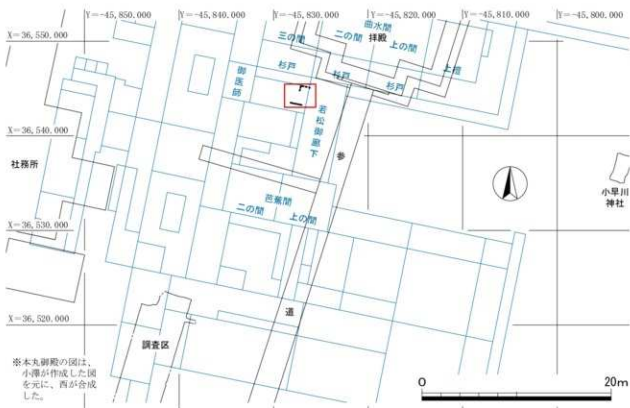 Y=-45,850.000
Y=-45,840.000
Y=-45,830.000
Y=-45,820.000
Y=-45,810.000
Y=-45,800.000
X=36,550.000
X=36,540.000
X=36,530.000
X=36,520.000
三の間
二の間
曲水間
拝殿
上の間
上檀
杉戸
杉戸
杉戸
御医師
若松御廊下
参
道
社務所
小早川
神社
芭蕉間
二の間
上の間
調査区
※本丸御殿の図は、
小澤が作成した図
を元に、西が合成
した。
0
20m